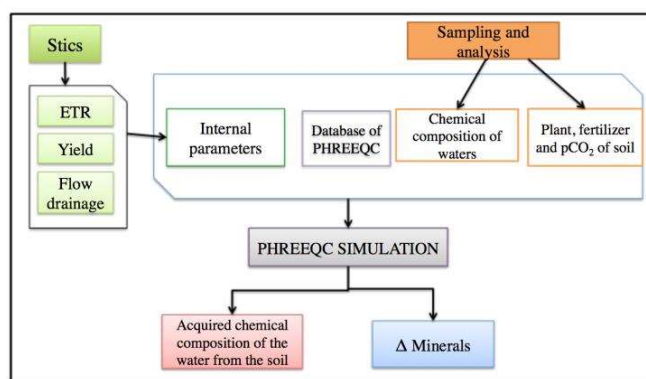 Stics
Sampling and
analysis
ETR
Yield
Flow
drainage
Internal
parameters
Database of
PHREEQC
Chemical
composition of
waters
Plant, fertilizer
and pCO₂ of soil
PHREEQC SIMULATION
Acquired chemical
composition of the
water from the soil
Δ Minerals